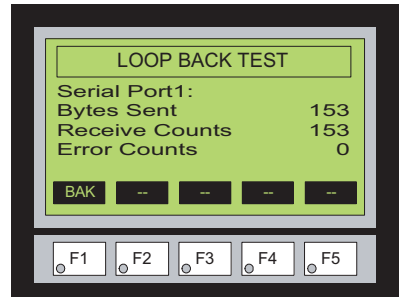 LOOP BACK TEST
Serial Port1:
Bytes Sent 153
Receive Counts 153
Error Counts 0
BAK -- -- -- --
F1 F2 F3 F4 F5